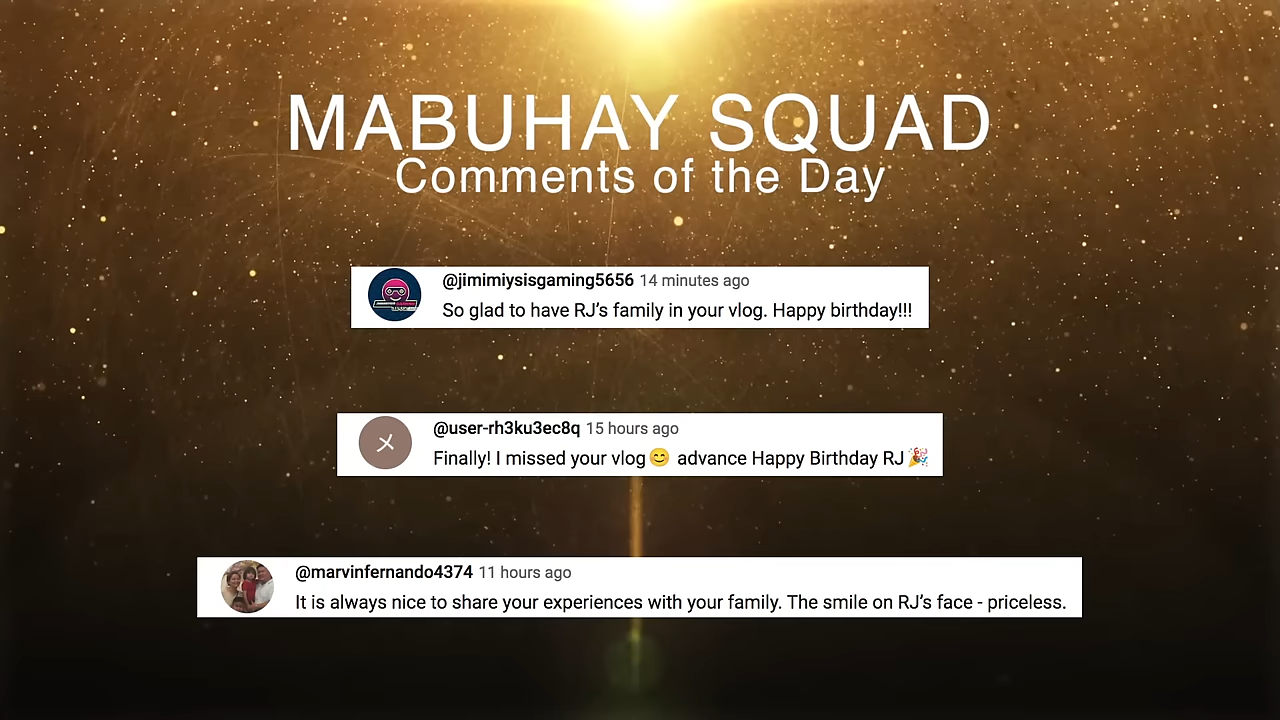 MABUHAY SQUAD
Comments of the Day
@jimimiysisgaming5656 14 minutes ago
So glad to have RJ's family in your vlog. Happy birthday!!!
@user-rh3ku3ec8q 15 hours ago
Finally! I missed your vlog😊 advance Happy Birthday RJ🎉
@marvinfernando4374 11 hours ago
It is always nice to share your experiences with your family. The smile on RJ's face - priceless.